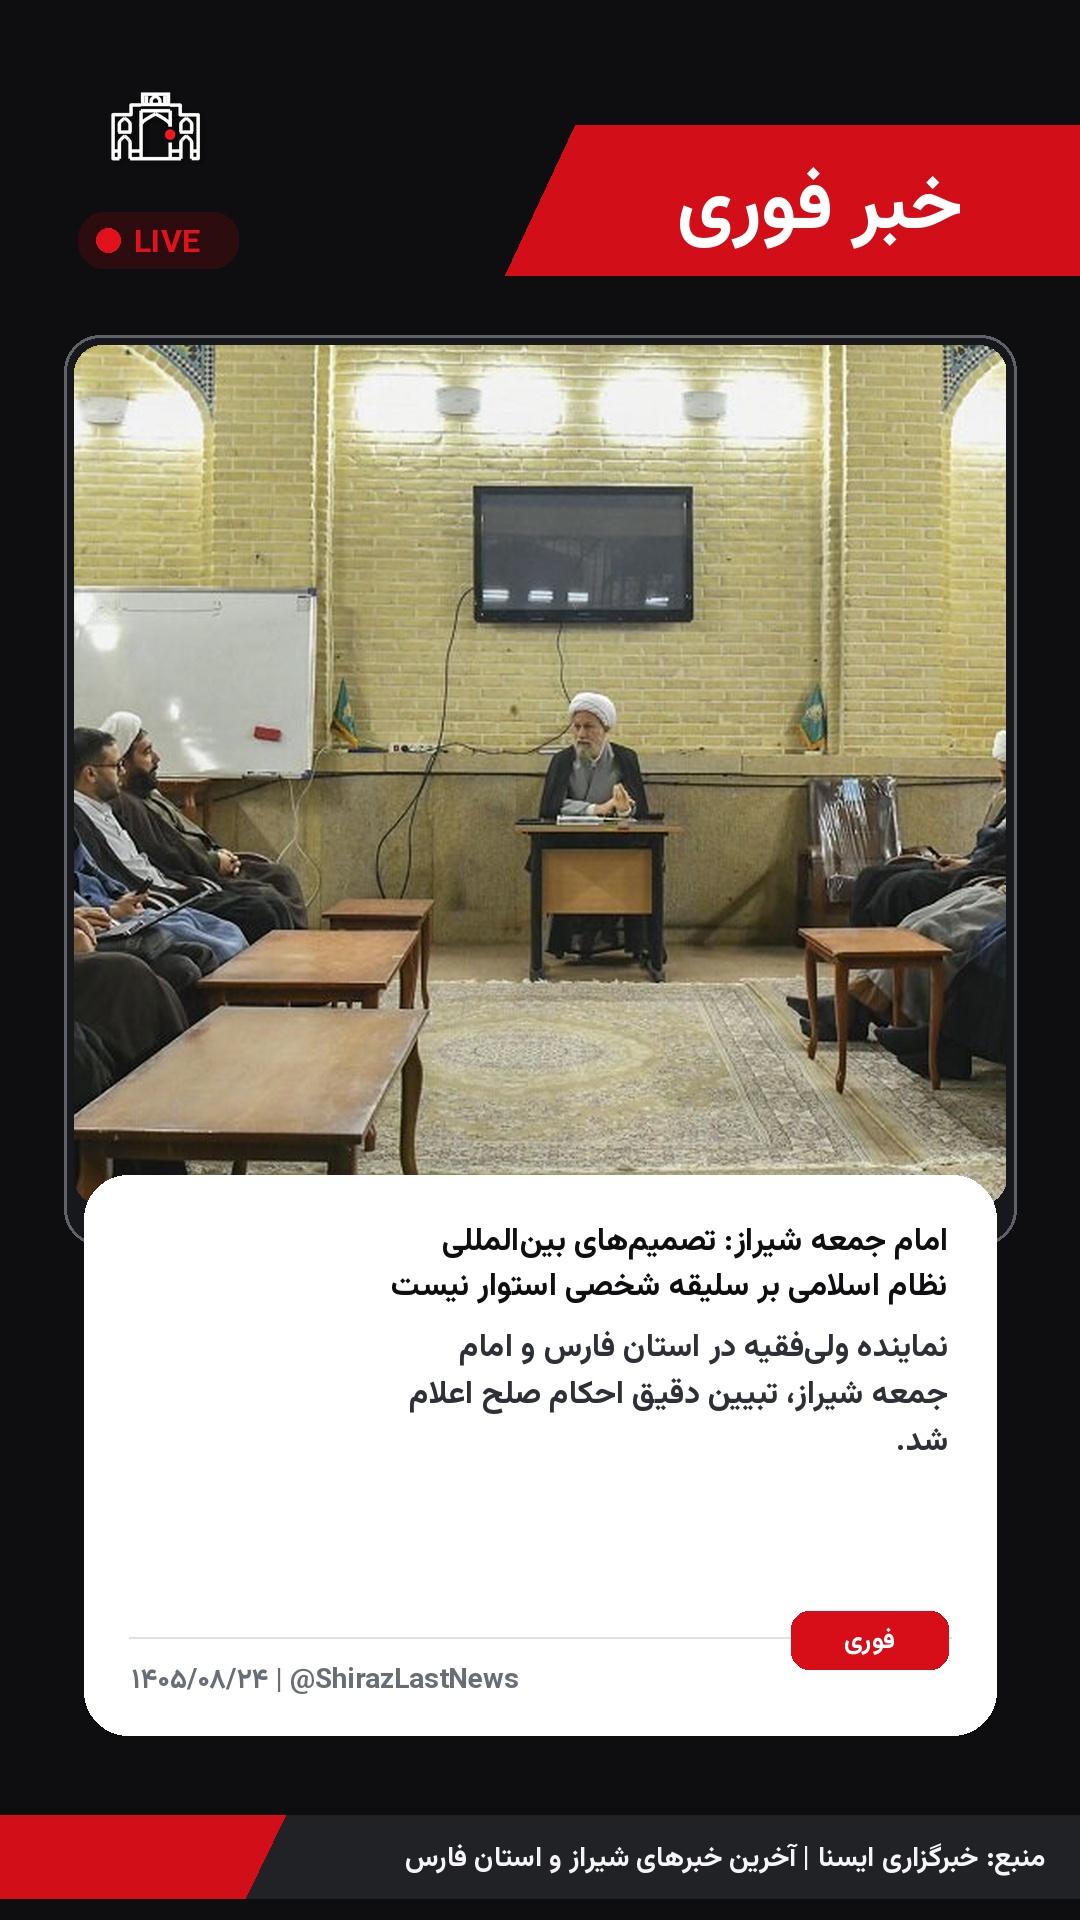 خبر فوری
LIVE
امام جمعه شیراز: تصمیم‌های بین‌المللی
نظام اسلامی بر سلیقه شخصی استوار نیست
نماینده ولی‌فقیه در استان فارس و امام
جمعه شیراز، تبیین دقیق احکام صلح اعلام
شد.
فوری
۱۴۰۵/۰۸/۲۴ | @ShirazLastNews
منبع: خبرگزاری ایسنا | آخرین خبرهای شیراز و استان فارس